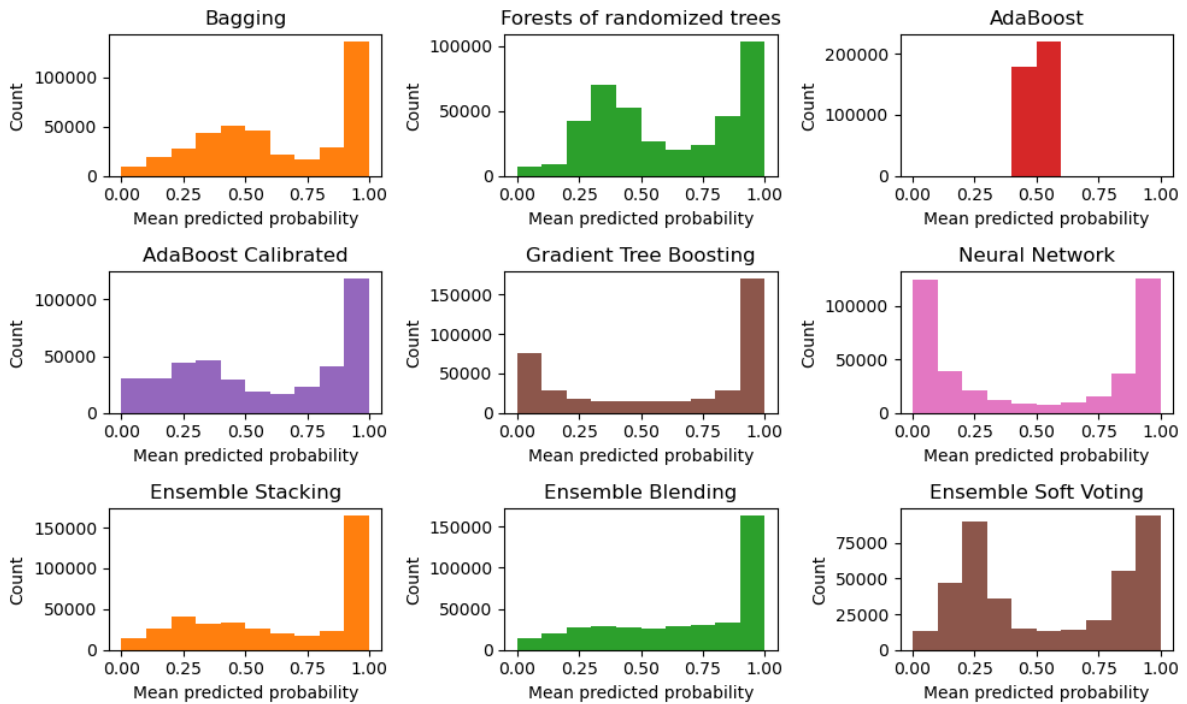 Bagging
Forests of randomized trees
AdaBoost
Count
100000
50000
0
0.00 0.25 0.50 0.75 1.00
Mean predicted probability
Count
100000
50000
0
0.00 0.25 0.50 0.75 1.00
Mean predicted probability
Count
200000
100000
0
0.00 0.25 0.50 0.75 1.00
Mean predicted probability
AdaBoost Calibrated
Gradient Tree Boosting
Neural Network
Count
100000
50000
0
0.00 0.25 0.50 0.75 1.00
Mean predicted probability
Count
150000
100000
50000
0
0.00 0.25 0.50 0.75 1.00
Mean predicted probability
Count
100000
50000
0
0.00 0.25 0.50 0.75 1.00
Mean predicted probability
Ensemble Stacking
Ensemble Blending
Ensemble Soft Voting
Count
150000
100000
50000
0
0.00 0.25 0.50 0.75 1.00
Mean predicted probability
Count
150000
100000
50000
0
0.00 0.25 0.50 0.75 1.00
Mean predicted probability
Count
75000
50000
25000
0
0.00 0.25 0.50 0.75 1.00
Mean predicted probability